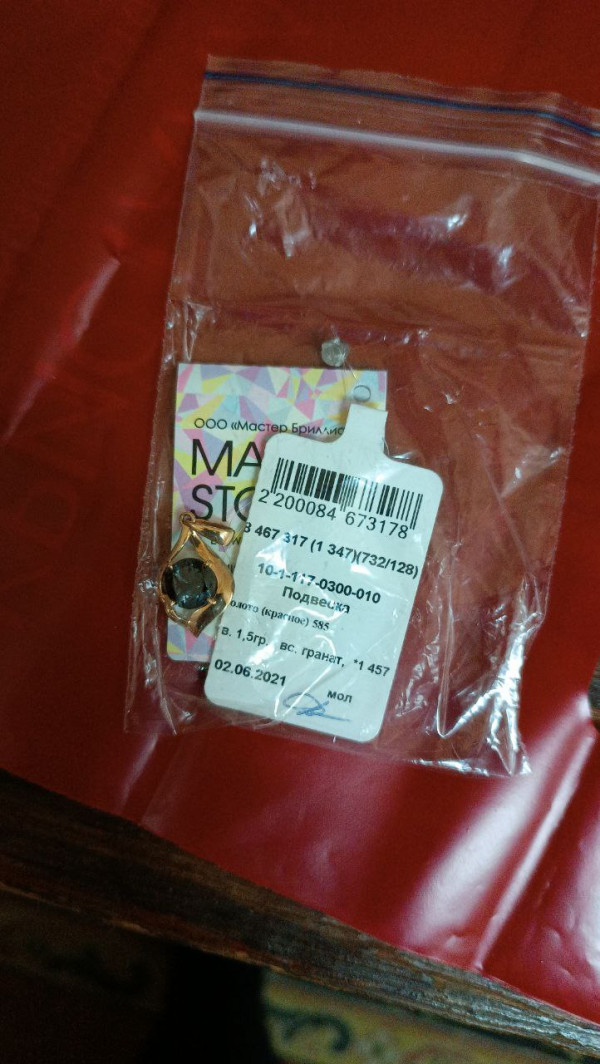 ООО «Мастер Бриллиа
MA
STO
2 200084 673178
3 467 317 (1 347)(732/128)
10-1-117-0300-010
Подвеска
олото (красное) 585
в. 1,5гр, вс. гранат, *1 457
02.06.2021 мол